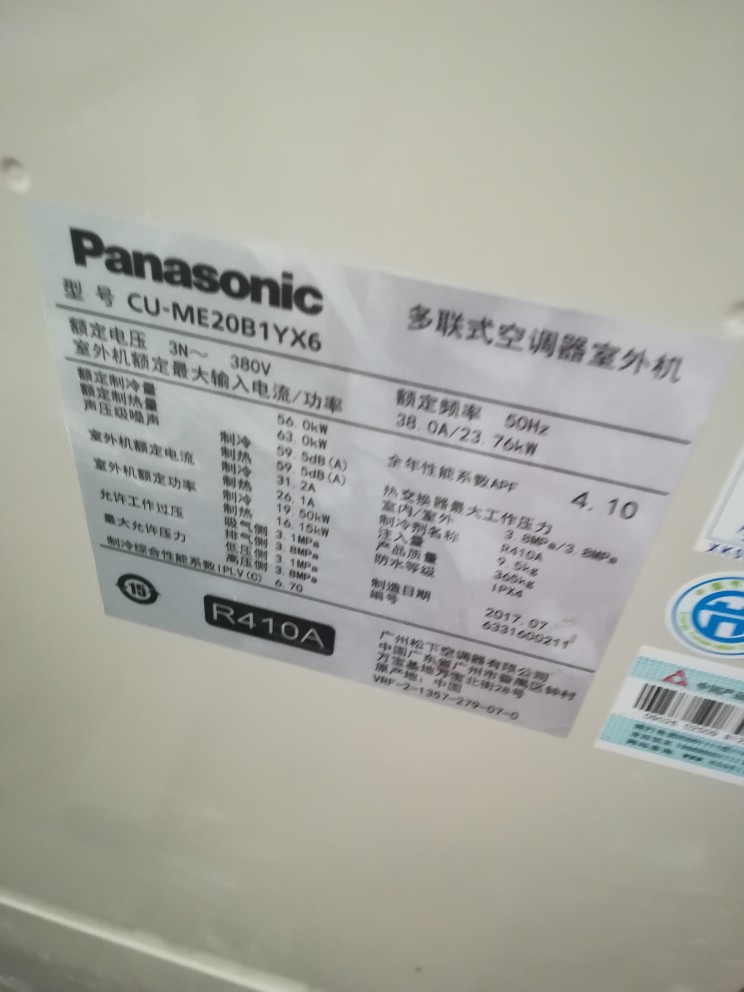 Panasonic
型 号 CU-ME20B1YX6
多联式空调器室外机
额定电压 3N～ 380V
额定频率 50Hz
室外机额定最大输入电流/功率 38.0A/23.76kW
额定制冷量 56.0kW
额定制热量 63.0kW
声压级噪声 制冷 59.5dB(A)
制热 59.5dB(A)
室外机额定电流 制冷 31.2A
制热 26.1A
室外机额定功率 制冷 19.50kW
制热 16.15kW
允许工作过压 吸气侧 3.1MPa
排气侧 3.8MPa
最大允许压力 低压侧 3.1MPa
高压侧 3.8MPa
制冷综合性能系数IPLV(C) 6.70
全年性能系数APF 4.10
热交换器最大工作压力
室内/室外 3.8MPa/3.8MPa
制冷剂名称 R410A
注入量 9.5kg
产品质量 365kg
防水等级 IPX4
制造日期 2017.07
编号 6331600211
15
R410A
广州松下空调器有限公司
中国广东省广州市番禺区钟村
万宝基地万宝北街28号
原产地：中国
VRF-2-1357-279-07-0